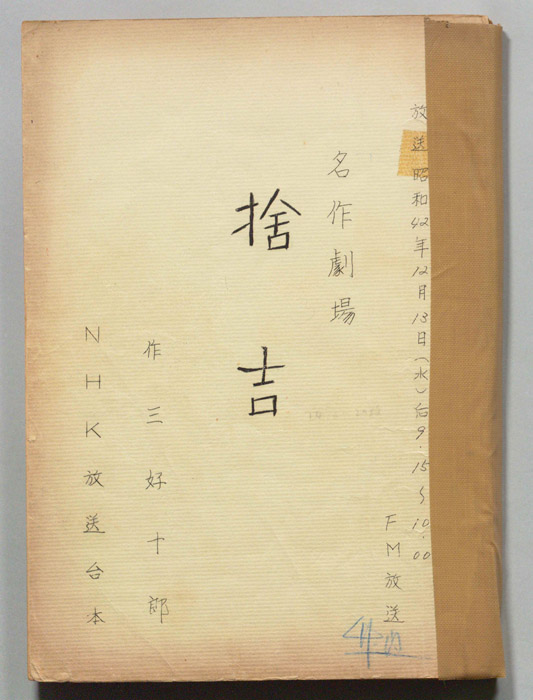 放送昭和42年12月13日(水)后9.15~10.00
FM放送
名作劇場
捨吉
作三好十郎
NHK放送台本